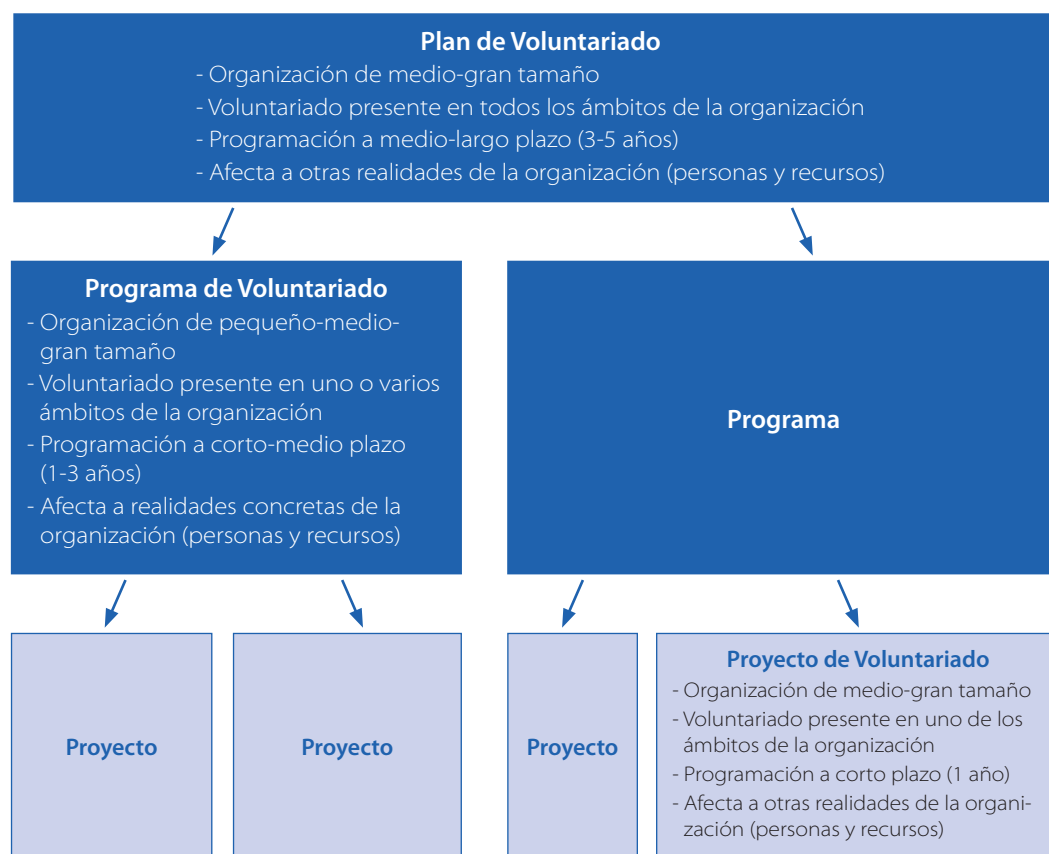 Plan de Voluntariado
- Organización de medio-gran tamaño
- Voluntariado presente en todos los ámbitos de la organización
- Programación a medio-largo plazo (3-5 años)
- Afecta a otras realidades de la organización (personas y recursos)
Programa de Voluntariado
- Organización de pequeño-medio-
gran tamaño
- Voluntariado presente en uno o varios
ámbitos de la organización
- Programación a corto-medio plazo
(1-3 años)
- Afecta a realidades concretas de la
organización (personas y recursos)
Programa
Proyecto
Proyecto
Proyecto
Proyecto de Voluntariado
- Organización de medio-gran tamaño
- Voluntariado presente en uno de los
ámbitos de la organización
- Programación a corto plazo (1 año)
- Afecta a otras realidades de la organi-
zación (personas y recursos)